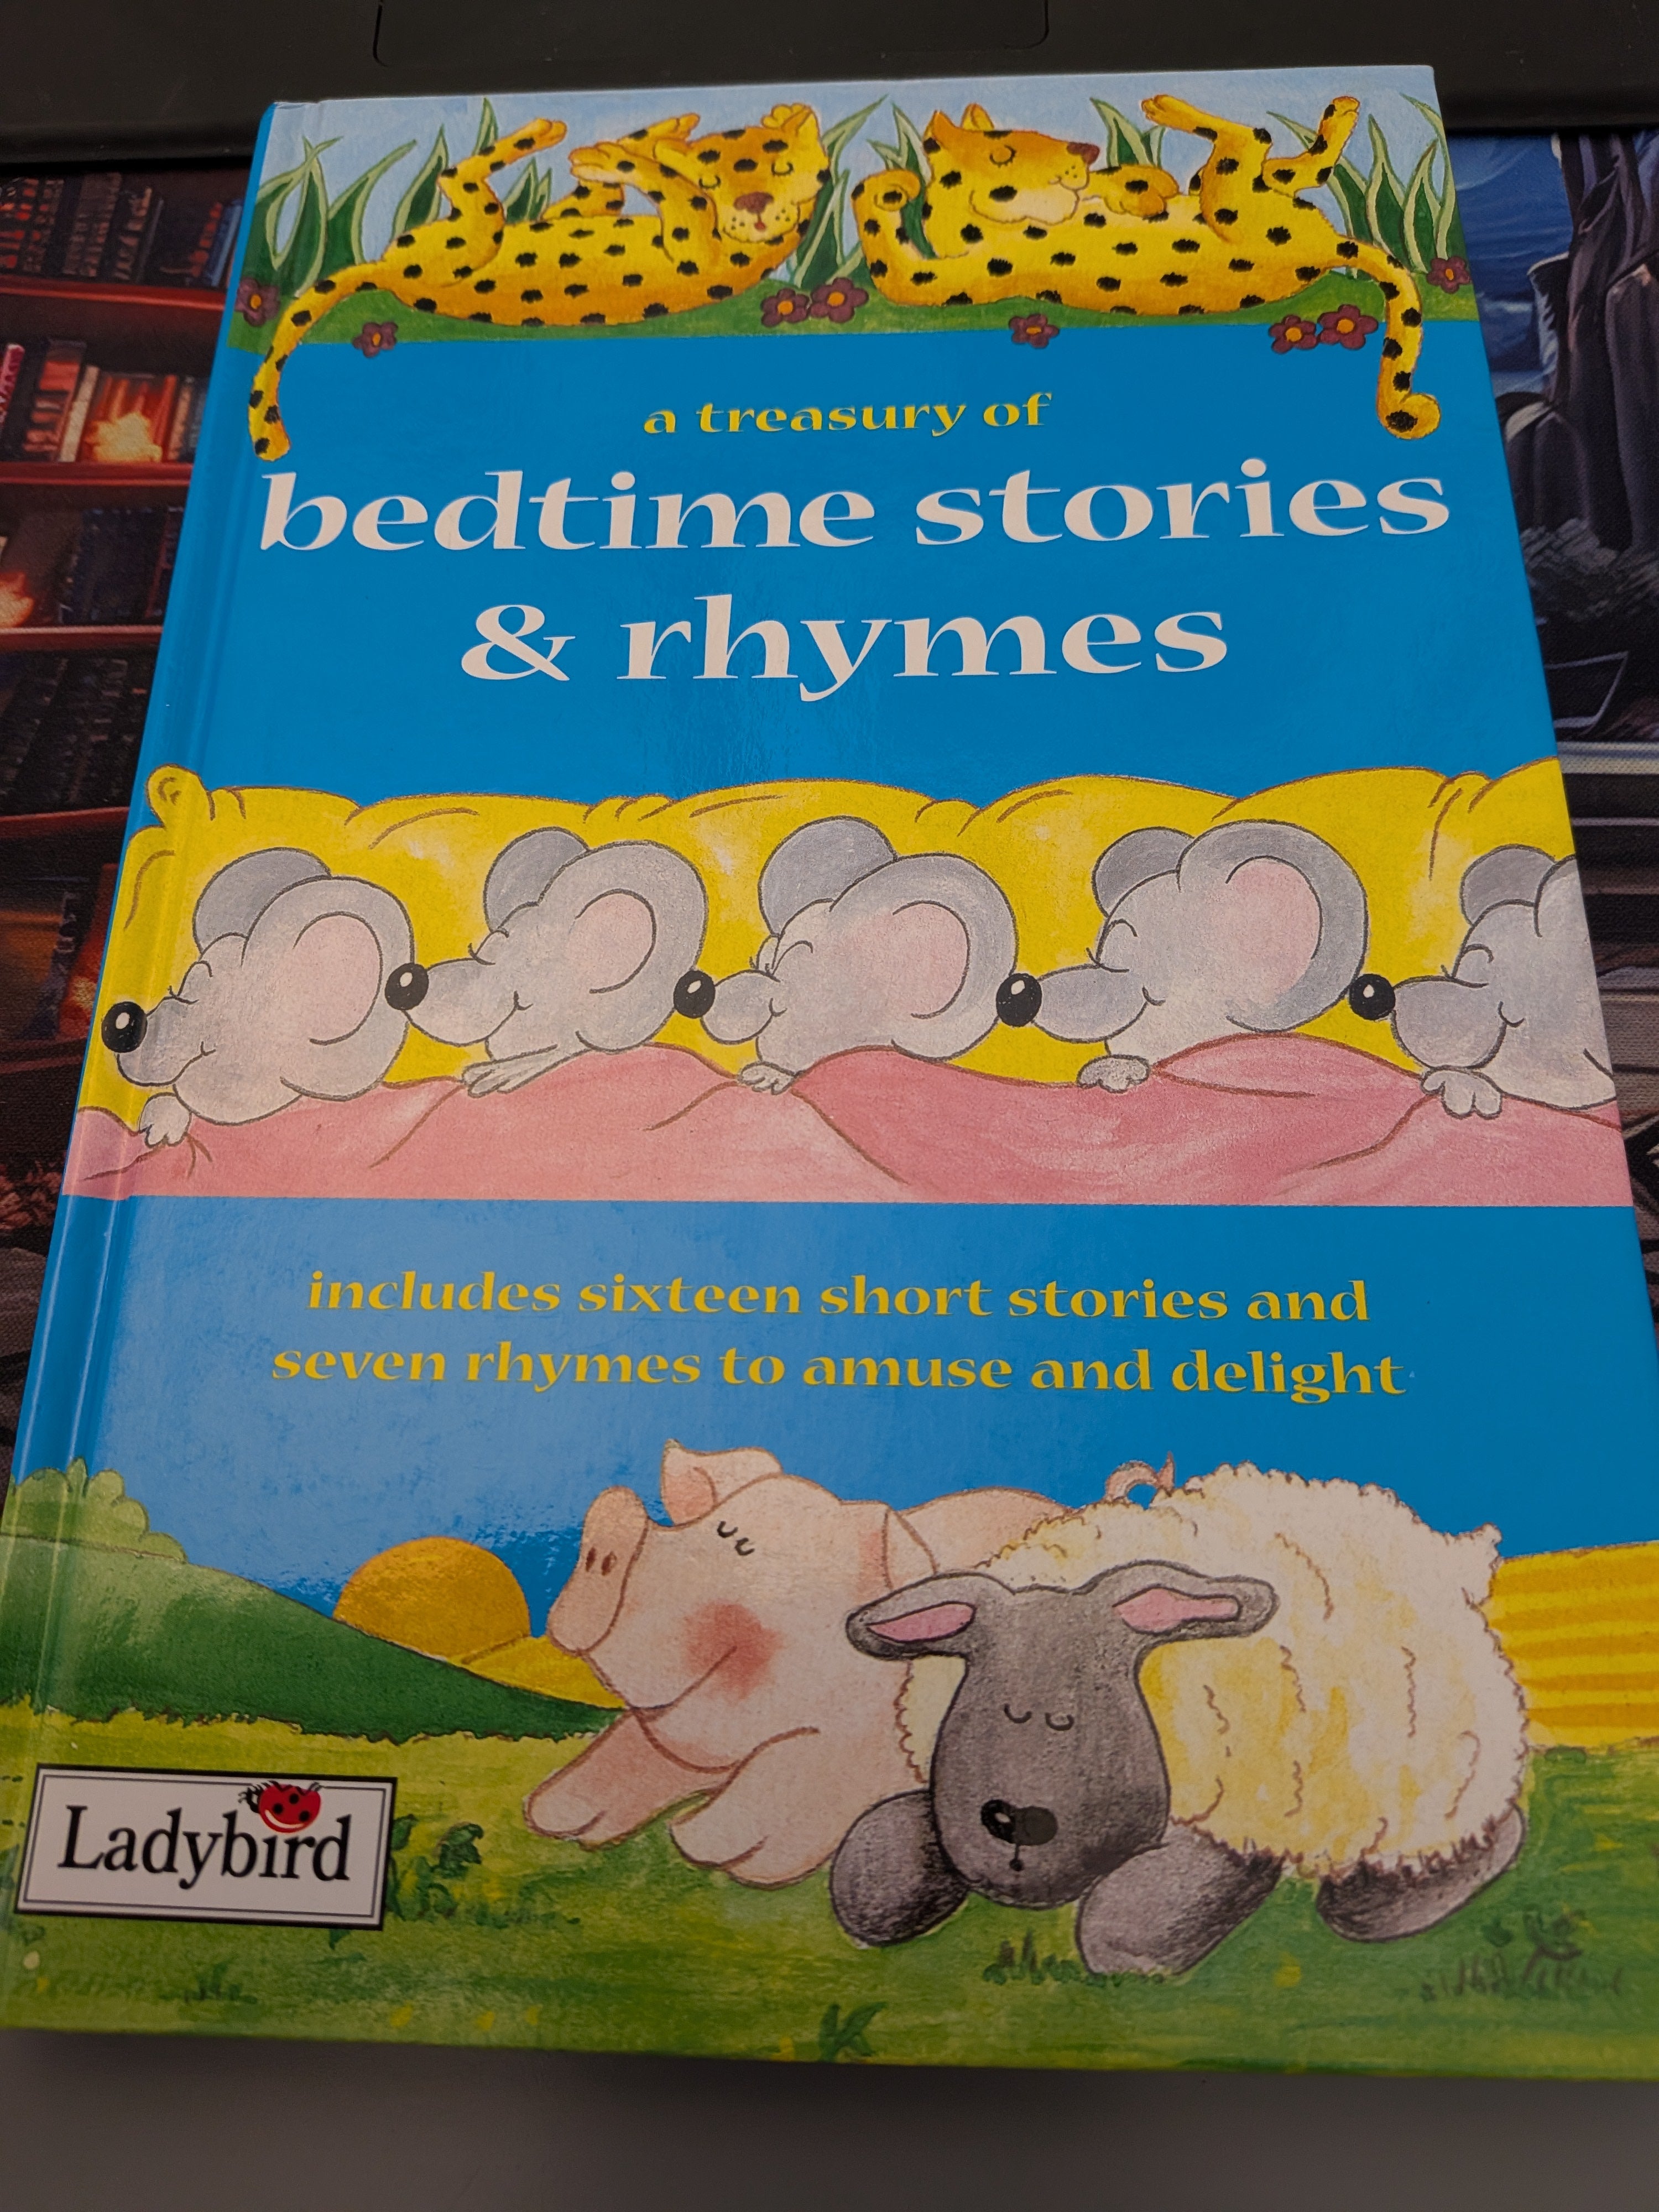 a treasury of
bedtime stories
& rhymes
includes sixteen short stories and
seven rhymes to amuse and delight
Ladybird